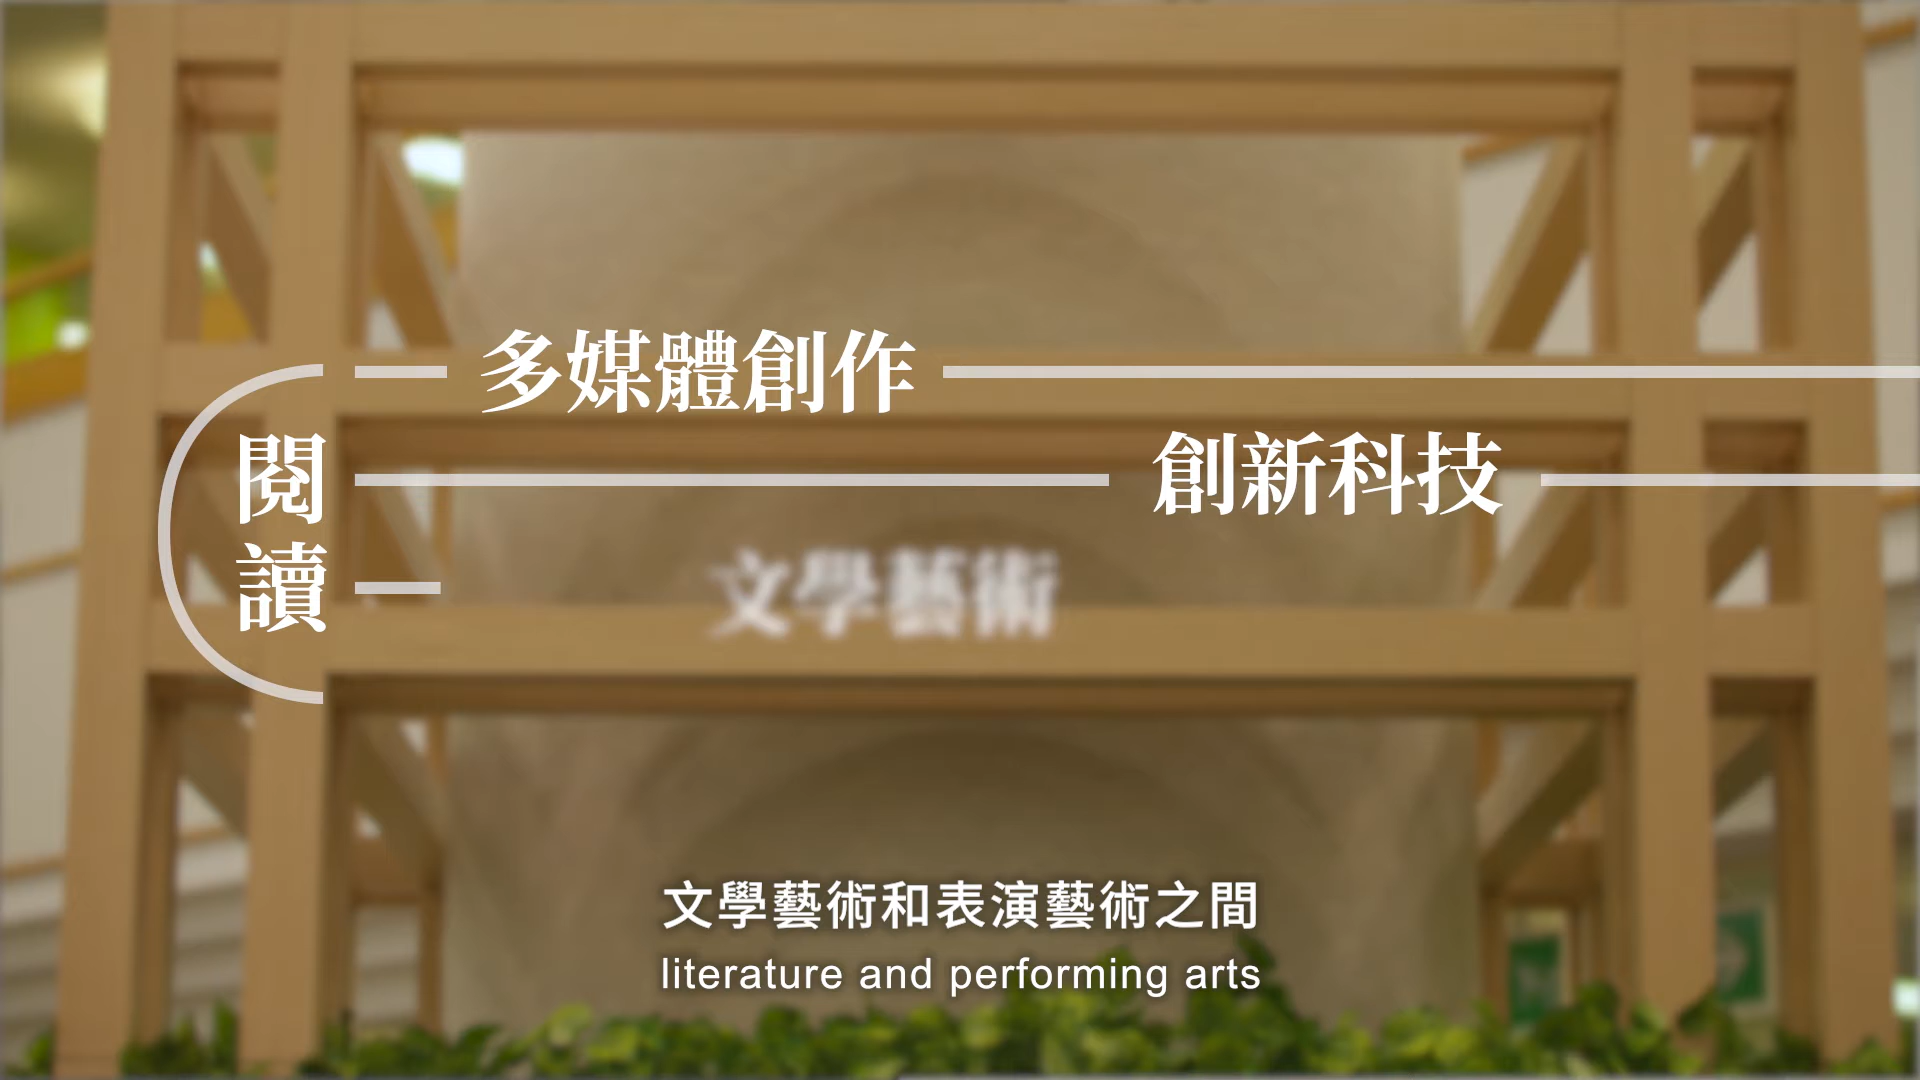 多媒體創作
閱讀
創新科技
文學藝術
文學藝術和表演藝術之間
literature and performing arts